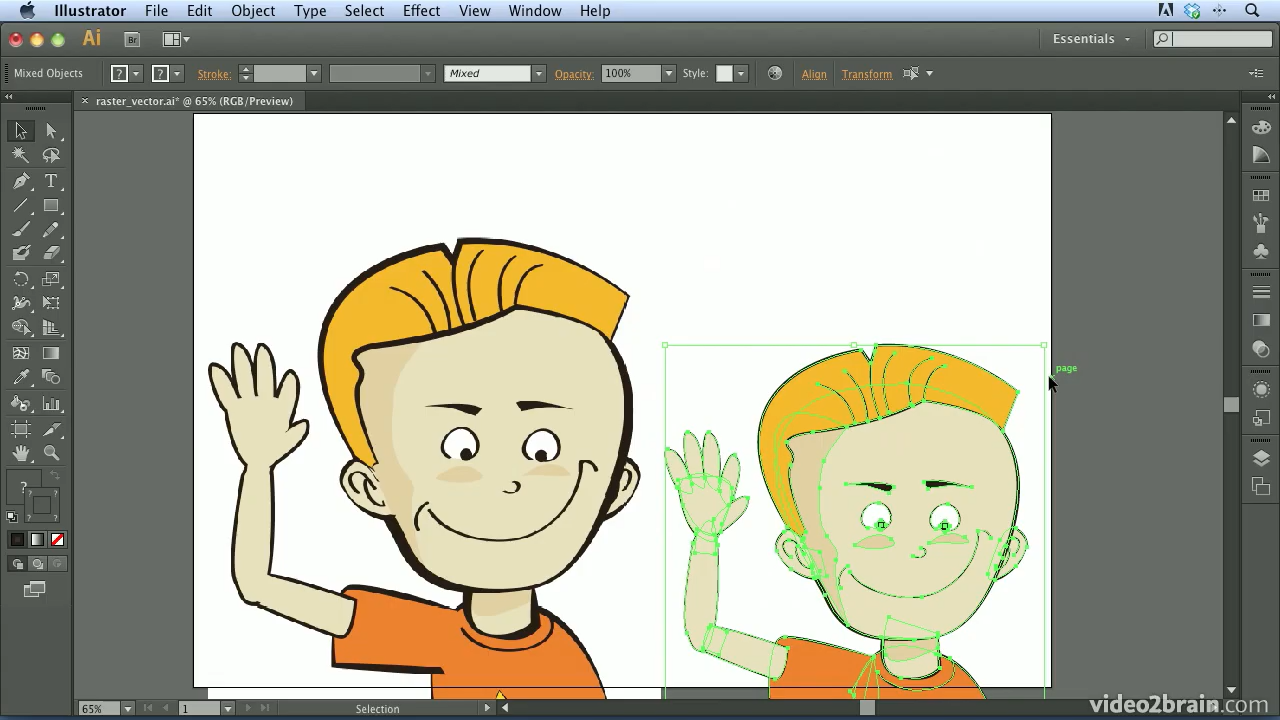 Illustrator File Edit Object Type Select Effect View Window Help
Ai Br Essentials
Mixed Objects ? ? Stroke: Mixed Opacity: 100% Style: Align Transform
× raster_vector.ai* @ 65% (RGB/Preview)
T
page
?
? ?
65% 1 Selection
video2brain.com